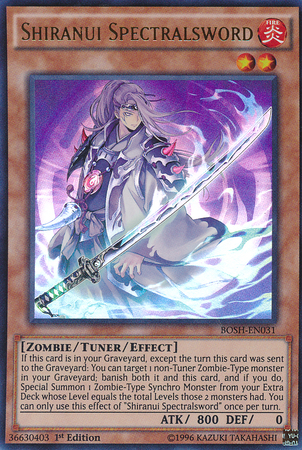 SHIRANUI SPECTRALSWORD
FIRE
炎
BOSH-EN031
[ZOMBIE/TUNER/EFFECT]
If this card is in your Graveyard, except the turn this card was sent
to the Graveyard: You can target 1 non-Tuner Zombie-Type monster
in your Graveyard; banish both it and this card, and if you do,
Special Summon 1 Zombie-Type Synchro Monster from your Extra
Deck whose Level equals the total Levels those 2 monsters had. You
can only use this effect of "Shiranui Spectralsword" once per turn.
ATK/ 800 DEF/ 0
36630403 1st Edition ©1996 KAZUKI TAKAHASHI